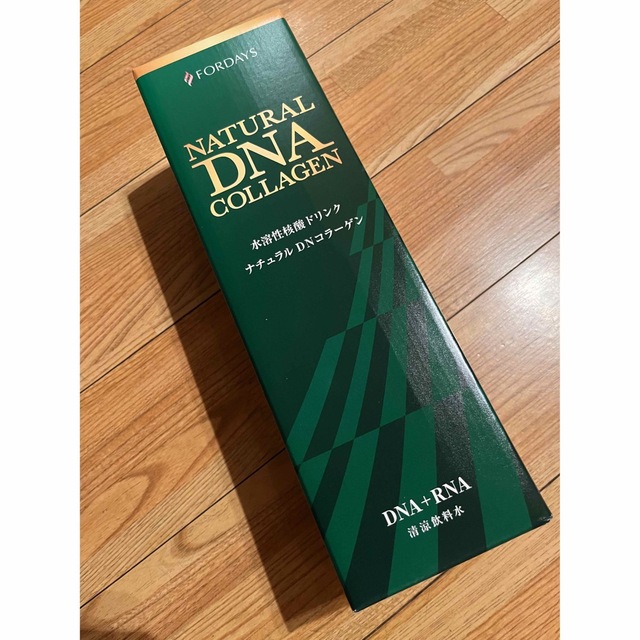 FORDAYS
NATURAL
DNA
COLLAGEN
水溶性核酸ドリンク
ナチュラル DNコラーゲン
DNA+RNA
清涼飲料水